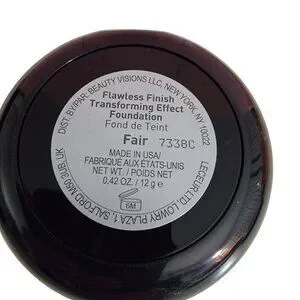 DIST. BY/PAR: BEAUTY VISIONS LLC, NEW YORK, NY 10022
Flawless Finish
Transforming Effect
Foundation
Fond de Teint
Fair 7338C
MADE IN USA/
FABRIQUE AUX ÉTATS-UNIS
NET WT. / POIDS NET
0.42 OZ. / 12 g e
6M
LECEUR LTD, LOWRY PLAZA 1, SALFORD M50 3UB, UK